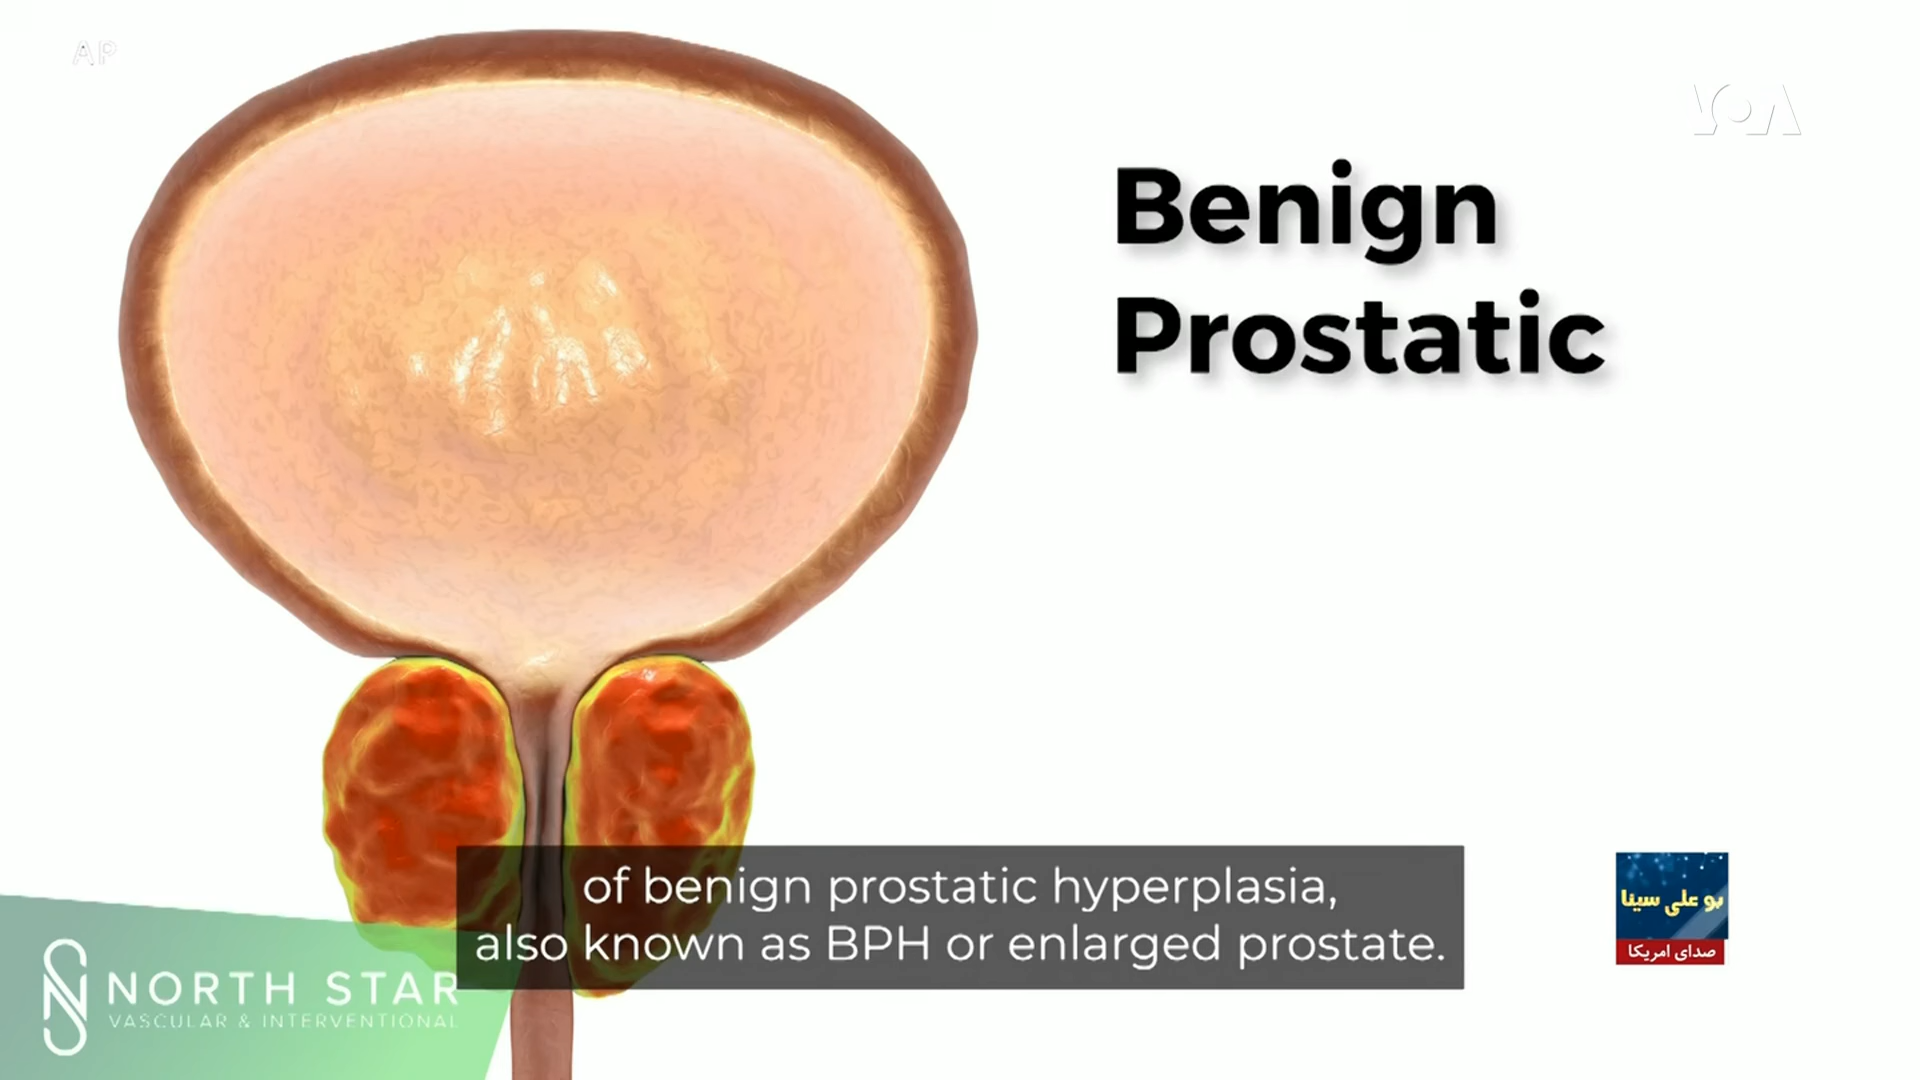 AP
VOA
Benign
Prostatic
of benign prostatic hyperplasia,
also known as BPH or enlarged prostate.
بو علی سینا
صدای امریکا
NORTH STAR
VASCULAR & INTERVENTIONAL